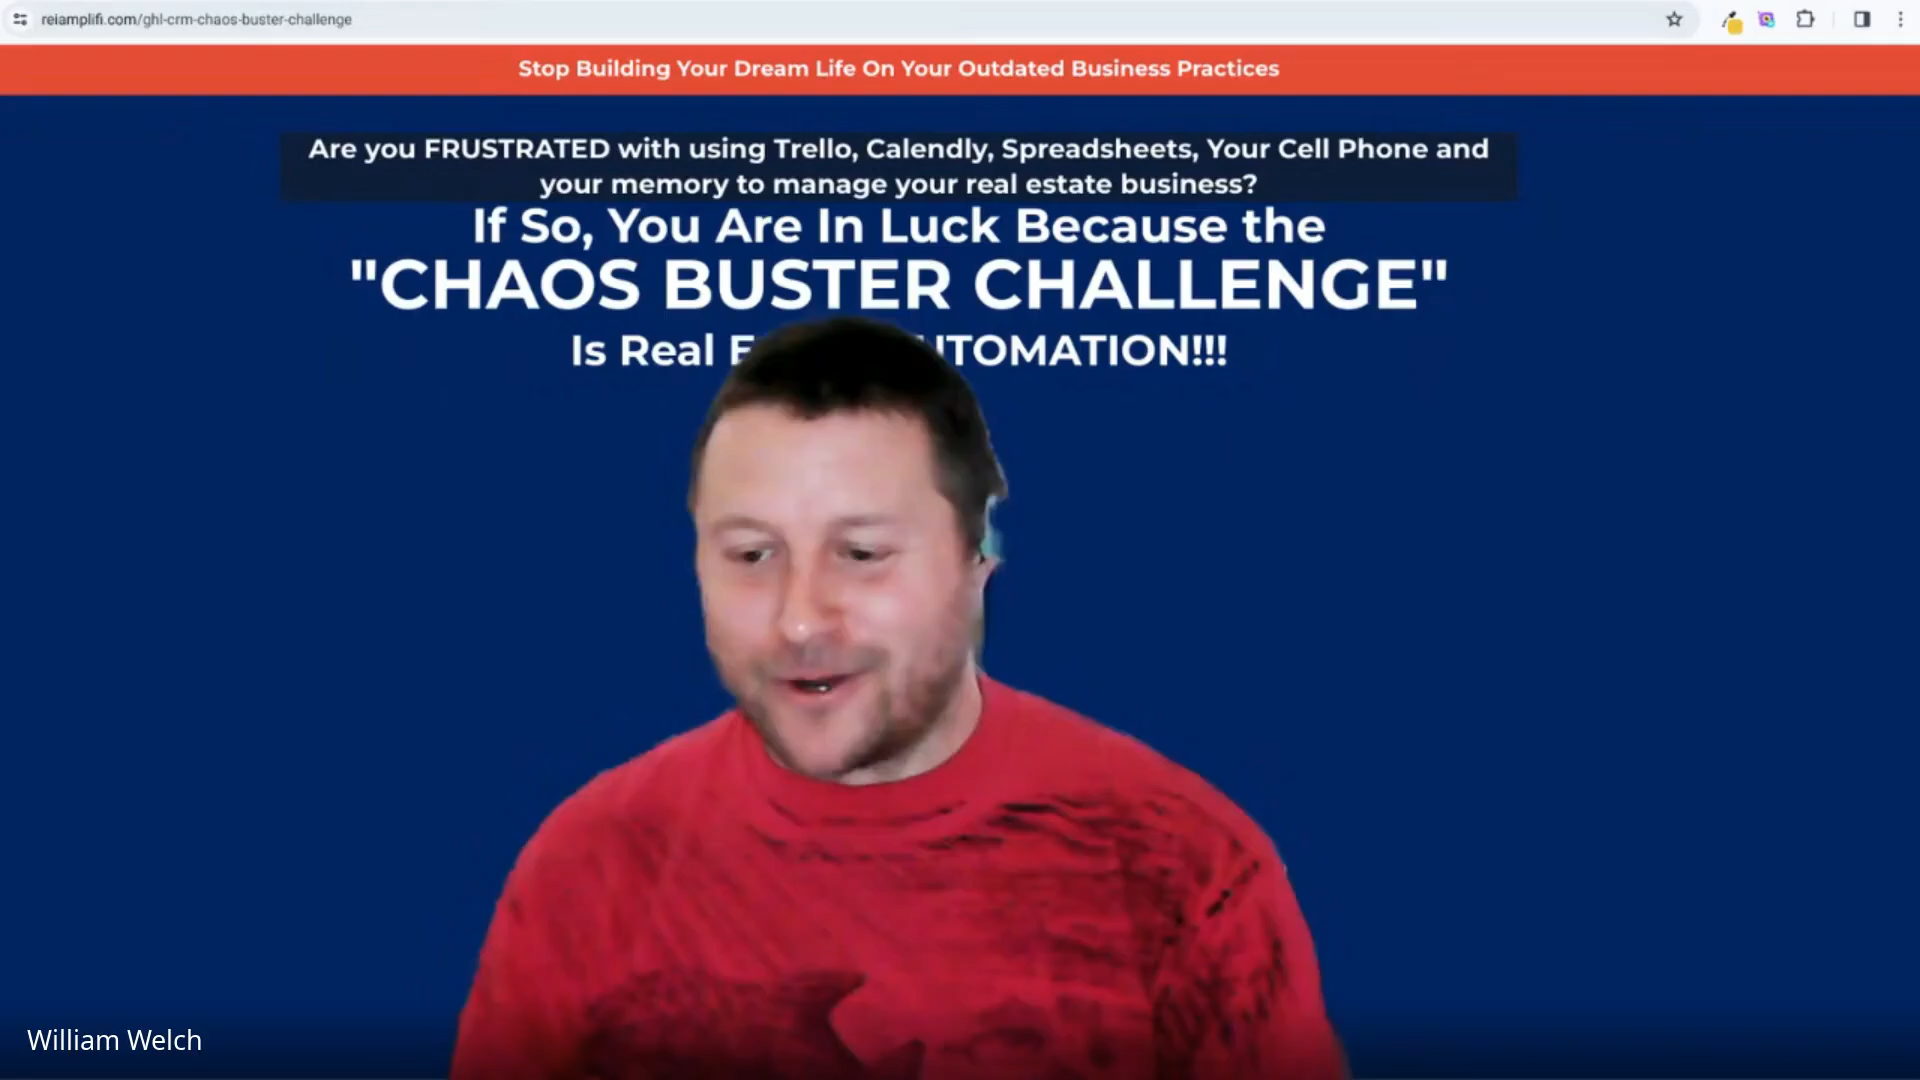 reiamplifi.com/ghl-crm-chaos-buster-challenge
Stop Building Your Dream Life On Your Outdated Business Practices
Are you FRUSTRATED with using Trello, Calendly, Spreadsheets, Your Cell Phone and
your memory to manage your real estate business?
If So, You Are In Luck Because the
"CHAOS BUSTER CHALLENGE"
Is Real
William Welch